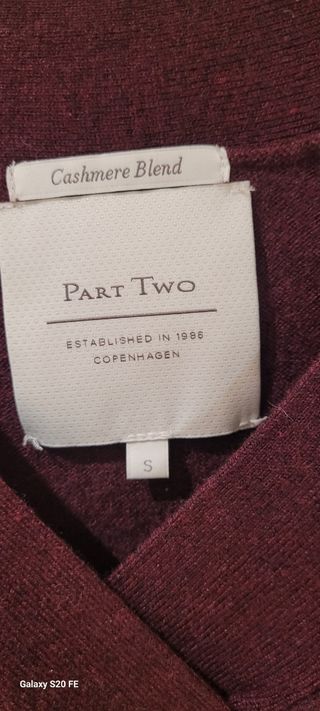 Cashmere Blend
PART TWO
ESTABLISHED IN 1986
COPENHAGEN
S
Galaxy S20 FE